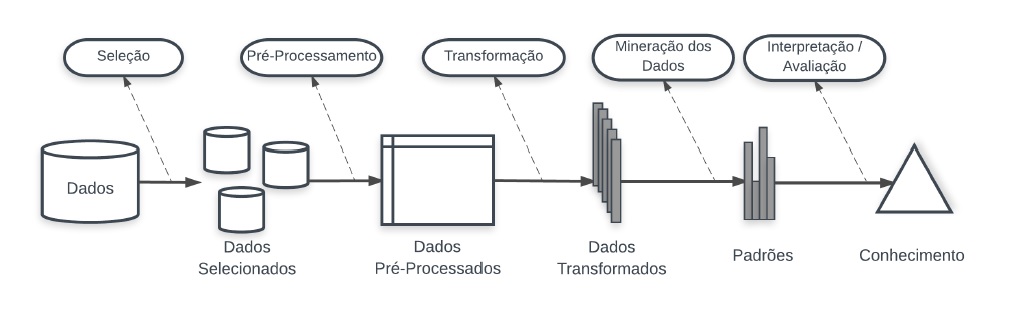 Seleção
Pré-Processamento
Transformação
Mineração dos
Dados
Interpretação /
Avaliação
Dados
Dados
Selecionados
Dados
Pré-Processados
Dados
Transformados
Padrões
Conhecimento